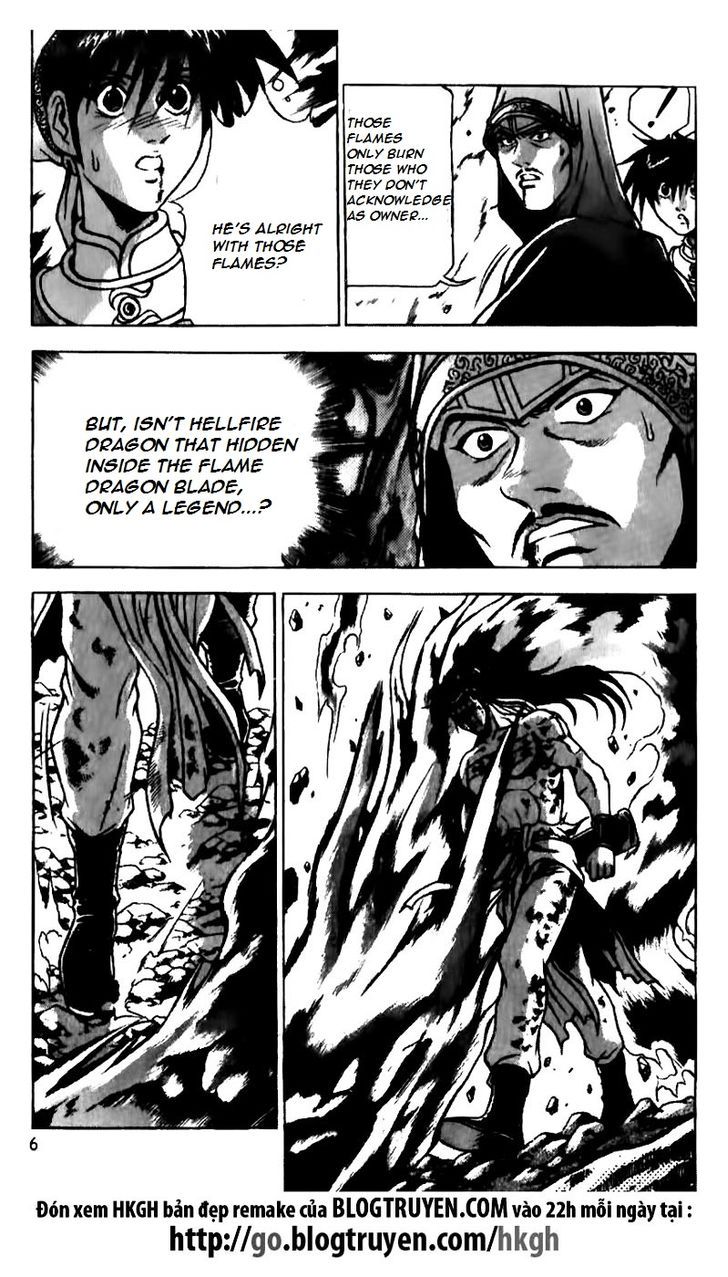 HE'S ALRIGHT
WITH THOSE
FLAMES?
THOSE
FLAMES
ONLY BURN
THOSE WHO
THEY DON'T
ACKNOWLEDGE
AS OWNER...
!
BUT, ISN'T HELLFIRE
DRAGON THAT HIDDEN
INSIDE THE FLAME
DRAGON BLADE,
ONLY A LEGEND...?
6
Đón xem HKGH bản đẹp remake của BLOGTRUYEN.COM vào 22h mỗi ngày tại :
http://go.blogtruyen.com/hkgh